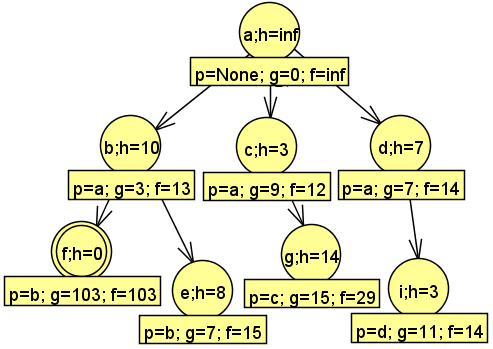 a;h=inf
p=None; g=0; f=inf
b;h=10
c;h=3
d;h=7
p=a; g=3; f=13
p=a; g=9; f=12
p=a; g=7; f=14
f;h=0
e;h=8
g;h=14
i;h=3
p=b; g=103; f=103
p=b; g=7; f=15
p=c; g=15; f=29
p=d; g=11; f=14